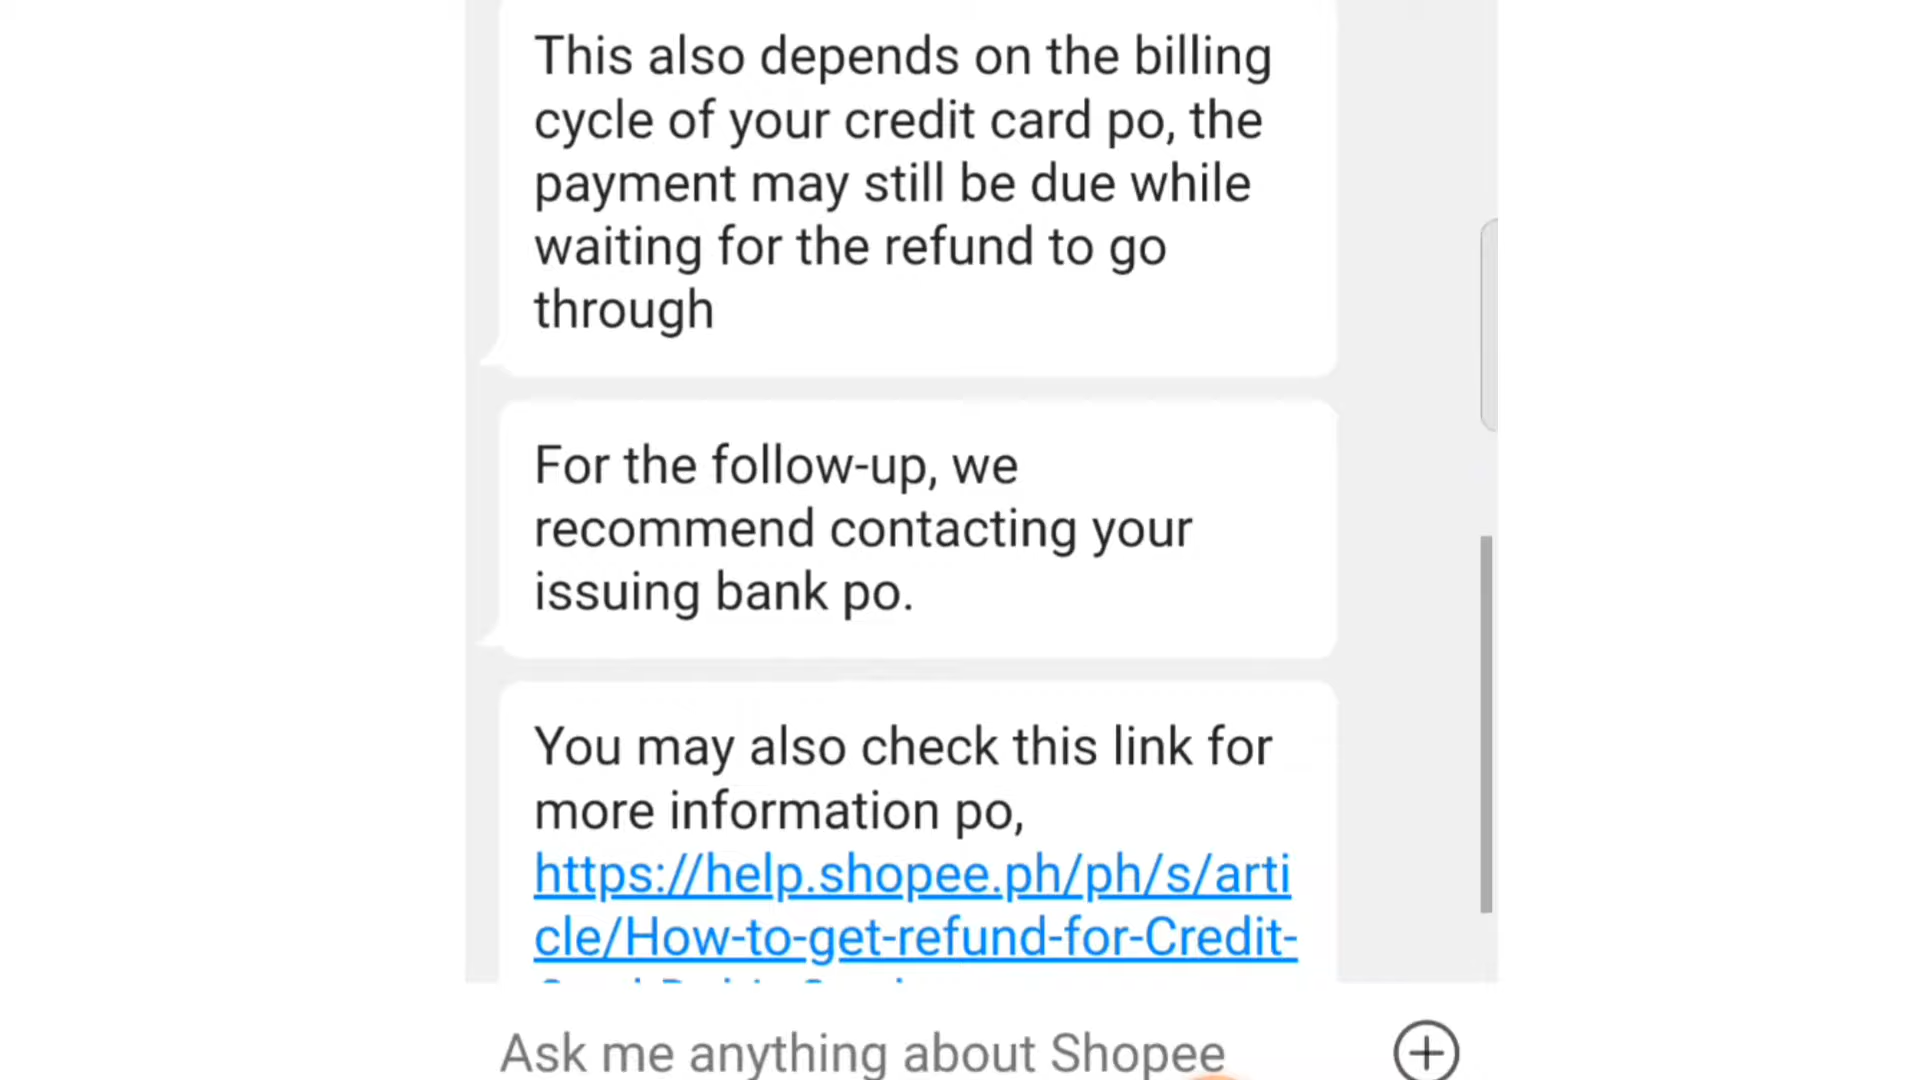 This also depends on the billing
cycle of your credit card po, the
payment may still be due while
waiting for the refund to go
through
For the follow-up, we
recommend contacting your
issuing bank po.
You may also check this link for
more information po,
https://help.shopee.ph/ph/s/arti
cle/How-to-get-refund-for-Credit-
Ask me anything about Shopee